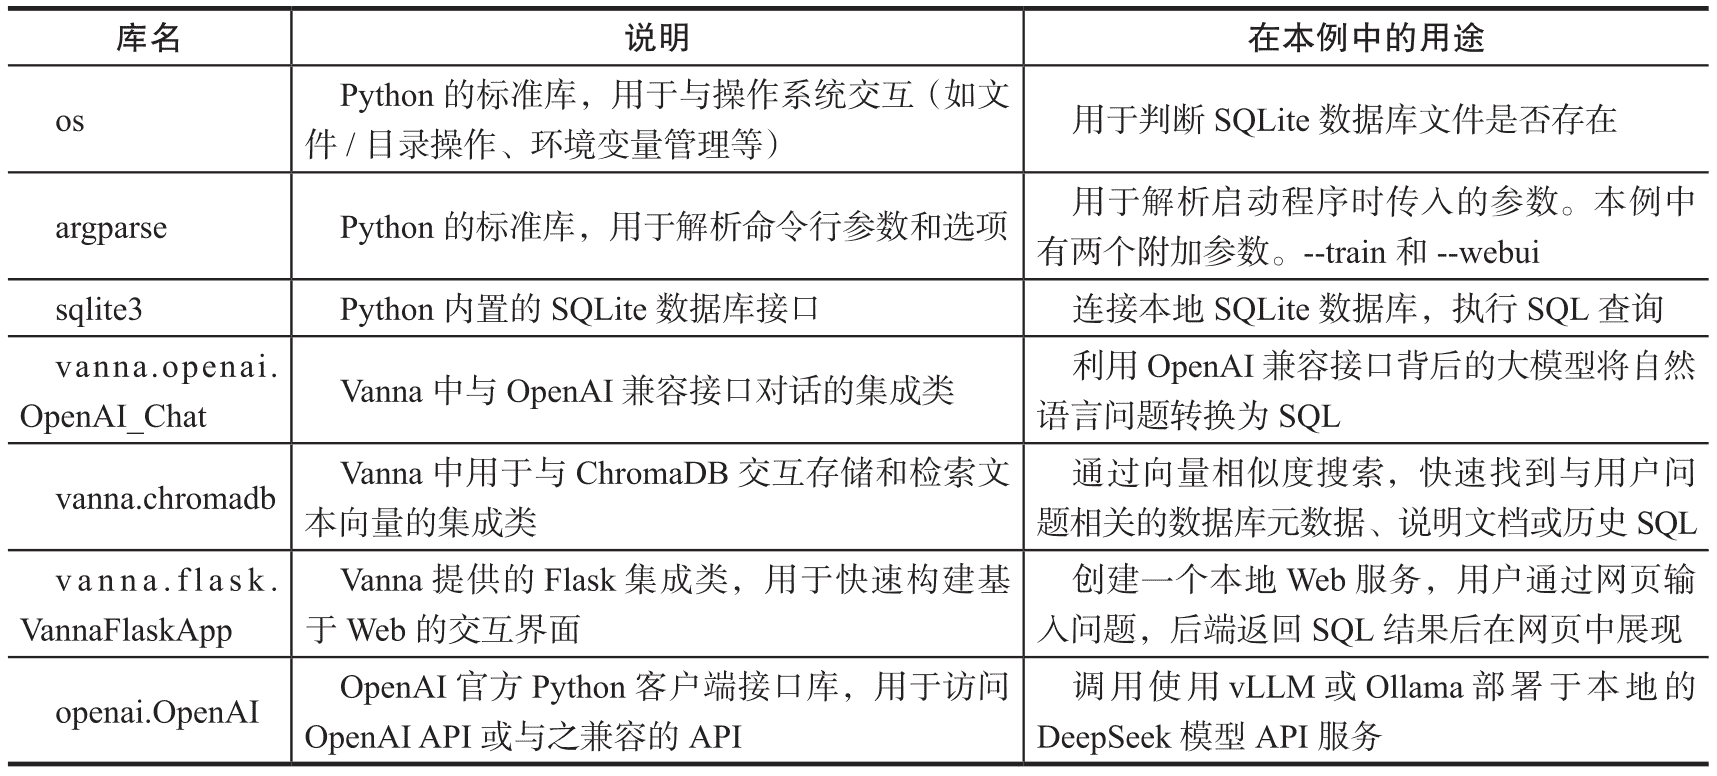 库名
说明
在本例中的用途
os
Python 的标准库，用于与操作系统交互（如文
件 / 目录操作、环境变量管理等）
用于判断 SQLite 数据库文件是否存在
argparse
Python 的标准库，用于解析命令行参数和选项
用于解析启动程序时传入的参数。本例中
有两个附加参数。--train 和 --webui
sqlite3
Python 内置的 SQLite 数据库接口
连接本地 SQLite 数据库，执行 SQL 查询
vanna.openai.
OpenAI_Chat
Vanna 中与 OpenAI 兼容接口对话的集成类
利用 OpenAI 兼容接口背后的大模型将自然
语言问题转换为 SQL
vanna.chromadb
Vanna 中用于与 ChromaDB 交互存储和检索文
本向量的集成类
通过向量相似度搜索，快速找到与用户问
题相关的数据库元数据、说明文档或历史 SQL
vanna.flask.
VannaFlaskApp
Vanna 提供的 Flask 集成类，用于快速构建基
于 Web 的交互界面
创建一个本地 Web 服务，用户通过网页输
入问题，后端返回 SQL 结果后在网页中展现
openai.OpenAI
OpenAI 官方 Python 客户端接口库，用于访问
OpenAI API 或与之兼容的 API
调用使用 vLLM 或 Ollama 部署于本地的
DeepSeek 模型 API 服务